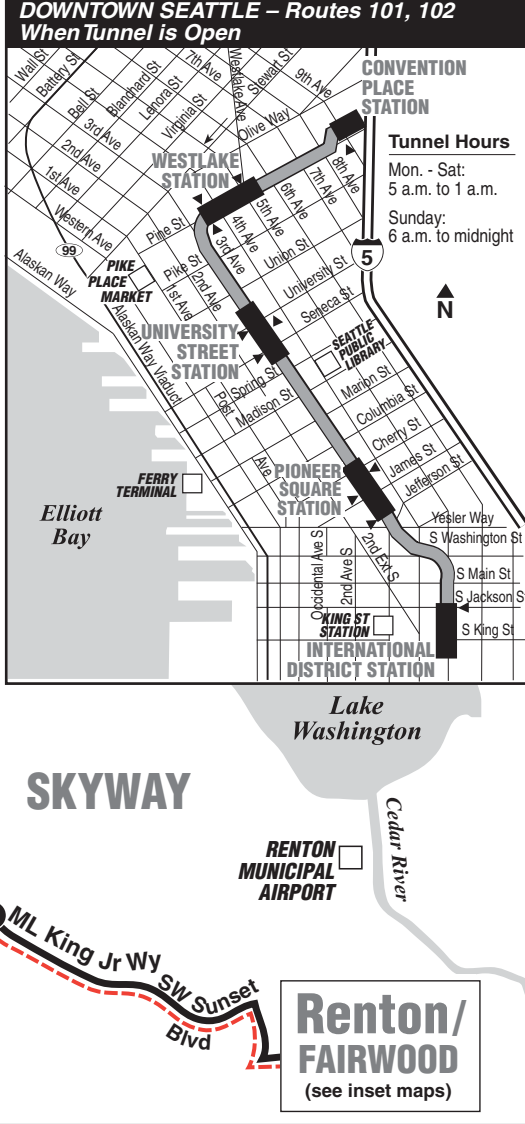 DOWNTOWN SEATTLE – Routes 101, 102
When Tunnel is Open
Wall St
Battery St
Bell St
Blanchard St
Lenora St
Virginia St
7th Ave
Westlake Ave
Stewart St
9th Ave
Olive Way
3rd Ave
2nd Ave
1st Ave
Western Ave
Alaskan Way
99
CONVENTION
PLACE
STATION
Tunnel Hours
Mon. - Sat:
5 a.m. to 1 a.m.
Sunday:
6 a.m. to midnight
WESTLAKE
STATION
8th Ave
7th Ave
6th Ave
5th Ave
4th Ave
3rd Ave
2nd Ave
1st Ave
Pine St
Pike St
Union St
University St
Seneca St
5
N
PIKE
PLACE
MARKET
Alaskan Way Viaduct
UNIVERSITY
STREET
STATION
SEATTLE
PUBLIC
LIBRARY
Spring St
Madison St
Marion St
Columbia St
Cherry St
James St
Jefferson St
Post
Ave
PIONEER
SQUARE
STATION
FERRY
TERMINAL
Elliott
Bay
Yesler Way
S Washington St
S Main St
S Jackson St
S King St
Occidental Ave S
2nd Ave S
2nd Ext S
KING ST
STATION
INTERNATIONAL
DISTRICT STATION
Lake
Washington
SKYWAY
Cedar River
RENTON
MUNICIPAL
AIRPORT
ML King Jr Wy
SW Sunset
Blvd
Renton/
FAIRWOOD
(see inset maps)